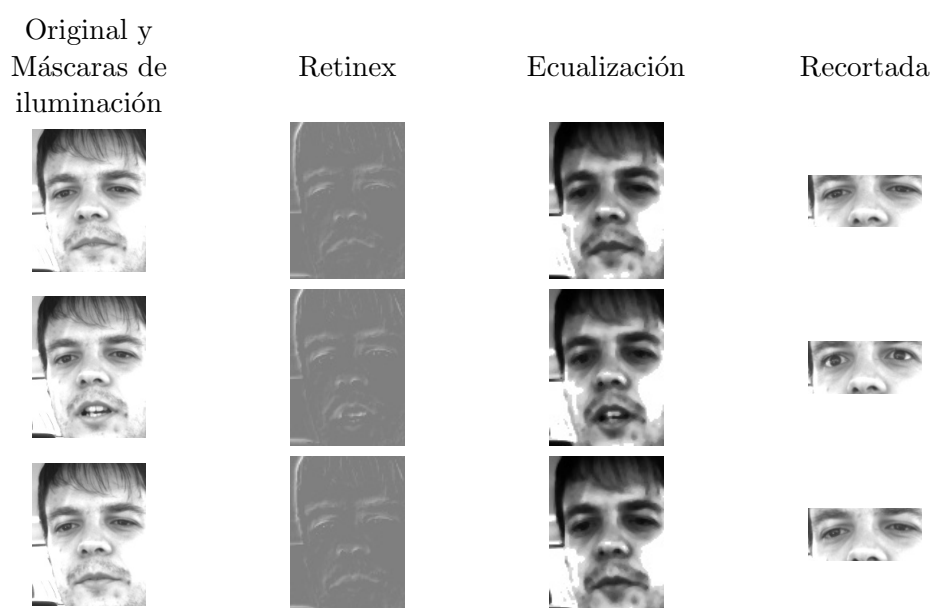 Original y
Máscaras de
iluminación
Retinex
Ecualización
Recortada